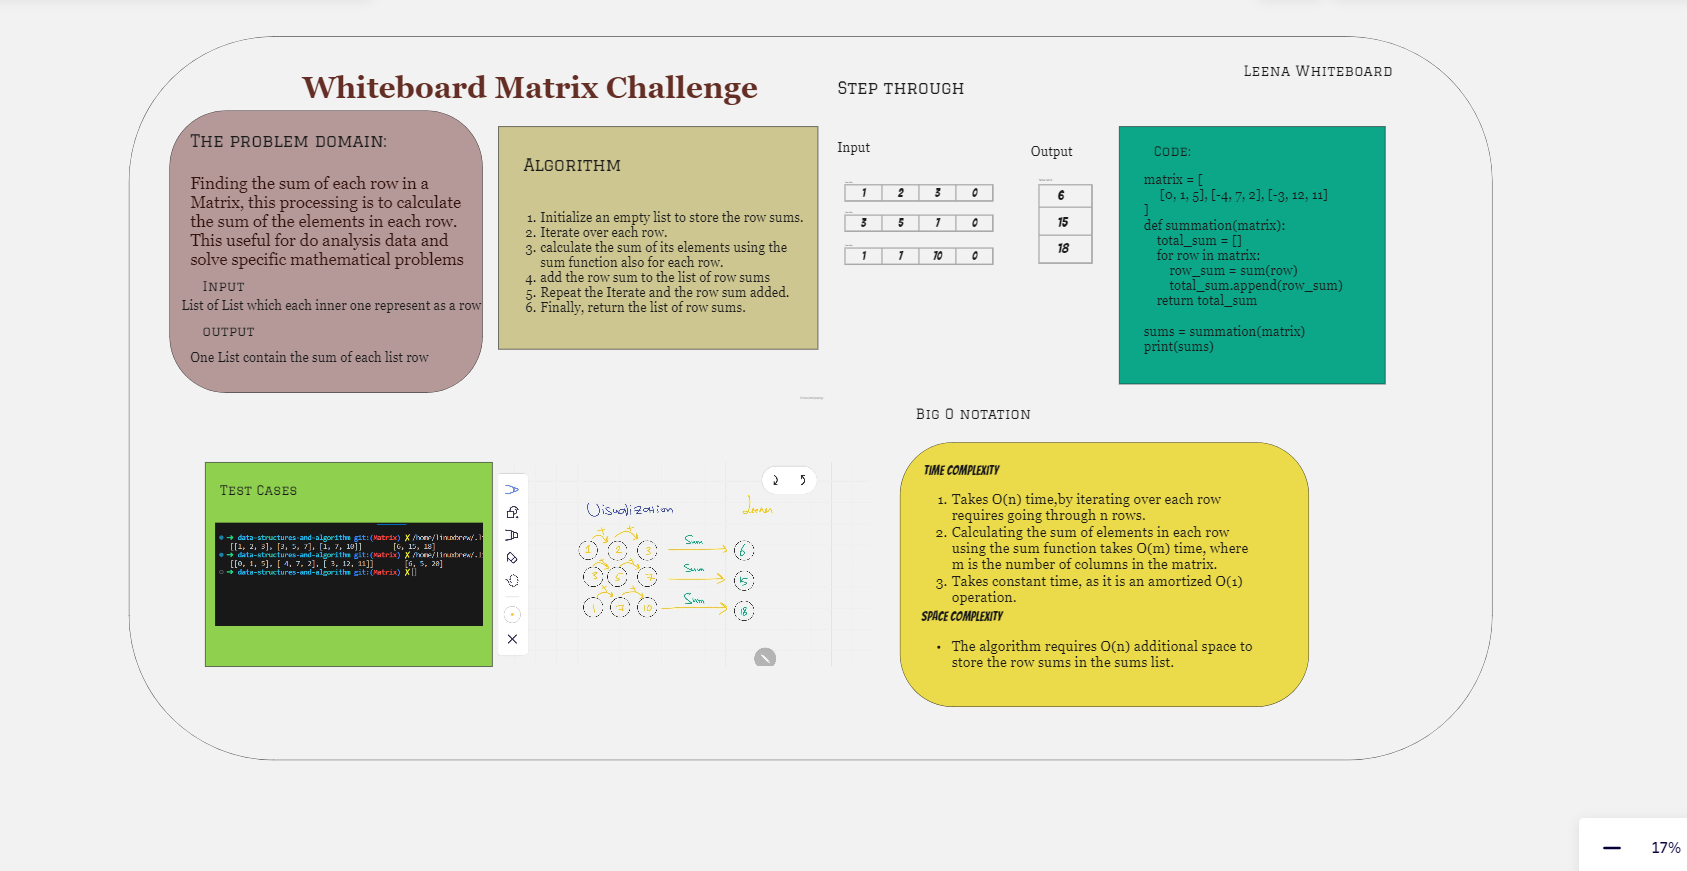 Whiteboard Matrix Challenge
LEENA WHITEBOARD
STEP THROUGH
THE PROBLEM DOMAIN:
Finding the sum of each row in a
Matrix, this processing is to calculate
the sum of the elements in each row.
This useful for do analysis data and
solve specific mathematical problems
INPUT
List of List which each inner one represent as a row
OUTPUT
One List contain the sum of each list row
ALGORITHM
1. Initialize an empty list to store the row sums.
2. Iterate over each row.
3. calculate the sum of its elements using the
sum function also for each row.
4. add the row sum to the list of row sums
5. Repeat the Iterate and the row sum added.
6. Finally, return the list of row sums.
Input
1 2 3 0
3 5 7 0
1 7 10 0
Output
6
15
18
CODE:
matrix = [
[0, 1, 5], [-4, 7, 2], [-3, 12, 11]
]
def summation(matrix):
total_sum = []
for row in matrix:
row_sum = sum(row)
total_sum.append(row_sum)
return total_sum
sums = summation(matrix)
print(sums)
TEST CASES
➜ data-structures-and-algorithm git:(Matrix) ✗ /home/linuxbrew/.l
[[1, 2, 3], [3, 5, 7], [1, 7, 10]] [6, 15, 18]
➜ data-structures-and-algorithm git:(Matrix) ✗ /home/linuxbrew/.l
[[0, 1, 5], [ 4, 7, 2], [ 3, 12, 11]] [6, 5, 20]
➜ data-structures-and-algorithm git:(Matrix) ✗
Visualization
Leena
1 + 2 + 3 Sum 6
3 5 7 Sum 15
1 7 10 Sum 18
BIG O NOTATION
TIME COMPLEXITY
1. Takes O(n) time,by iterating over each row
requires going through n rows.
2. Calculating the sum of elements in each row
using the sum function takes O(m) time, where
m is the number of columns in the matrix.
3. Takes constant time, as it is an amortized O(1)
operation.
SPACE COMPLEXITY
• The algorithm requires O(n) additional space to
store the row sums in the sums list.
17%